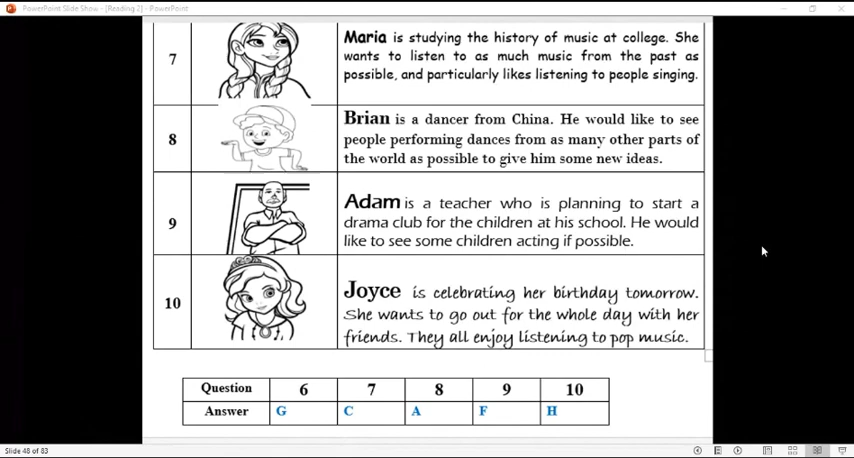 PowerPoint Slide Show - [Reading 2] - PowerPoint
7
Maria is studying the history of music at college. She
wants to listen to as much music from the past as
possible, and particularly likes listening to people singing.
8
Brian is a dancer from China. He would like to see
people performing dances from as many other parts of
the world as possible to give him some new ideas.
9
Adam is a teacher who is planning to start a
drama club for the children at his school. He would
like to see some children acting if possible.
10
Joyce is celebrating her birthday tomorrow.
She wants to go out for the whole day with her
friends. They all enjoy listening to pop music.
Question 6 7 8 9 10
Answer G C A F H
Slide 48 of 83